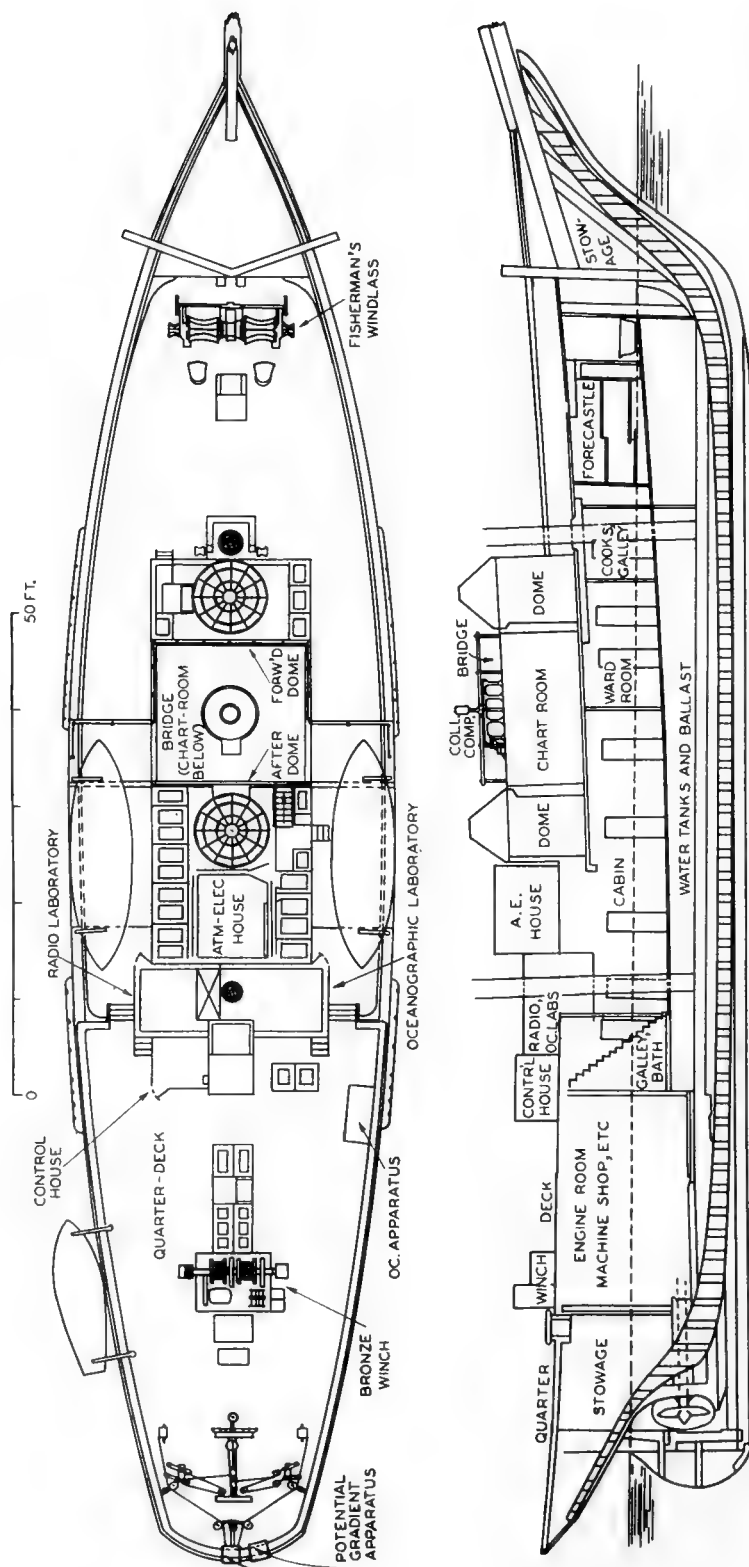 0
50 FT.
CONTROL
HOUSE
RADIO LABORATORY
QUARTER-DECK
ATM-ELEC
HOUSE
BRIDGE
(CHART-ROOM
BELOW)
AFTER
DOME
FORW'D
DOME
FISHERMAN'S
WINDLASS
POTENTIAL
GRADIENT
APPARATUS
BRONZE
WINCH
OC. APPARATUS
OCEANOGRAPHIC LABORATORY
QUARTER
DECK
WINCH
CONTR'L
HOUSE
RADIO,
OC. LABS
A.E.
HOUSE
DOME
COLL
COMP.
BRIDGE
CHART ROOM
DOME
STOWAGE
ENGINE ROOM
MACHINE SHOP, ETC
GALLEY,
BATH
CABIN
WARD
ROOM
COOKS
GALLEY
FORECASTLE
STOW-
AGE
WATER TANKS AND BALLAST